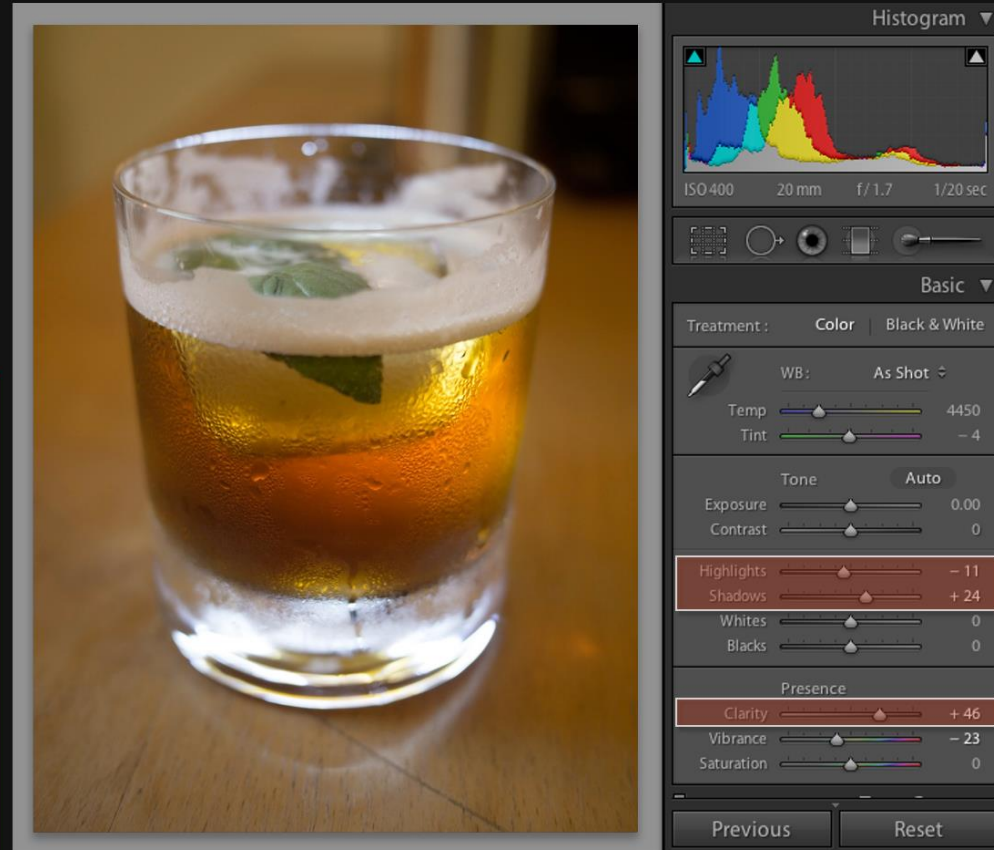 Histogram
ISO 400 20 mm f / 1.7 1/20 sec
Basic
Treatment : Color Black & White
WB : As Shot
Temp 4450
Tint – 4
Tone Auto
Exposure 0.00
Contrast 0
Highlights – 11
Shadows + 24
Whites 0
Blacks 0
Presence
Clarity + 46
Vibrance – 23
Saturation 0
Previous Reset